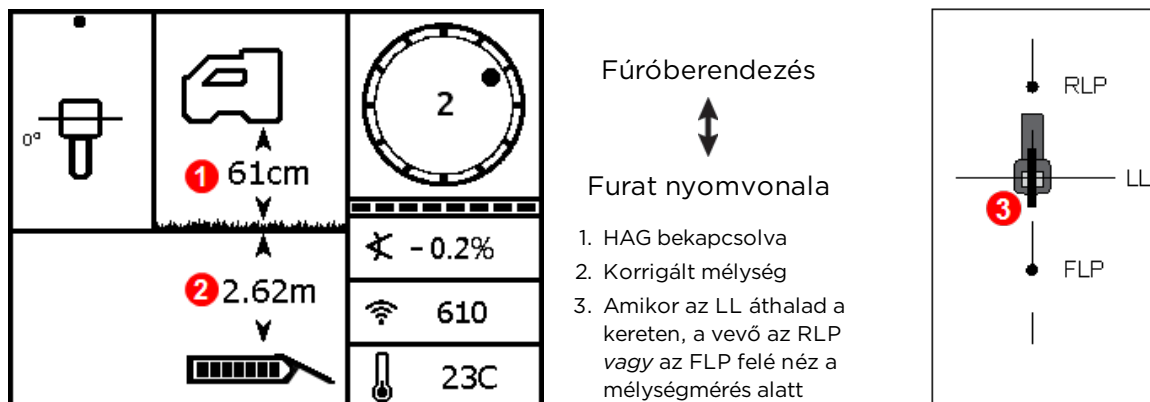 0°
1 61cm
2 2.62m
2
- 0.2%
610
23C
Fúróberendezés
Furat nyomvonala
1. HAG bekapcsolva
2. Korrigált mélység
3. Amikor az LL áthalad a
kereten, a vevő az RLP
vagy az FLP felé néz a
mélységmérés alatt
RLP
LL
3
FLP